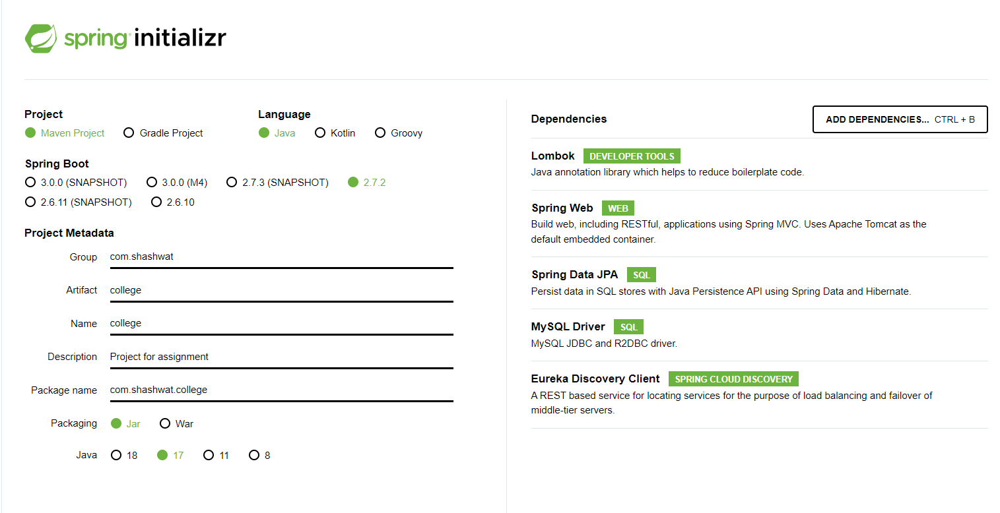 spring initializr
Project
Maven Project Gradle Project
Language
Java Kotlin Groovy
Spring Boot
3.0.0 (SNAPSHOT) 3.0.0 (M4) 2.7.3 (SNAPSHOT) 2.7.2
2.6.11 (SNAPSHOT) 2.6.10
Project Metadata
Group com.shashwat
Artifact college
Name college
Description Project for assignment
Package name com.shashwat.college
Packaging Jar War
Java 18 17 11 8
Dependencies ADD DEPENDENCIES... CTRL + B
Lombok DEVELOPER TOOLS
Java annotation library which helps to reduce boilerplate code.
Spring Web WEB
Build web, including RESTful, applications using Spring MVC. Uses Apache Tomcat as the
default embedded container.
Spring Data JPA SQL
Persist data in SQL stores with Java Persistence API using Spring Data and Hibernate.
MySQL Driver SQL
MySQL JDBC and R2DBC driver.
Eureka Discovery Client SPRING CLOUD DISCOVERY
A REST based service for locating services for the purpose of load balancing and failover of
middle-tier servers.